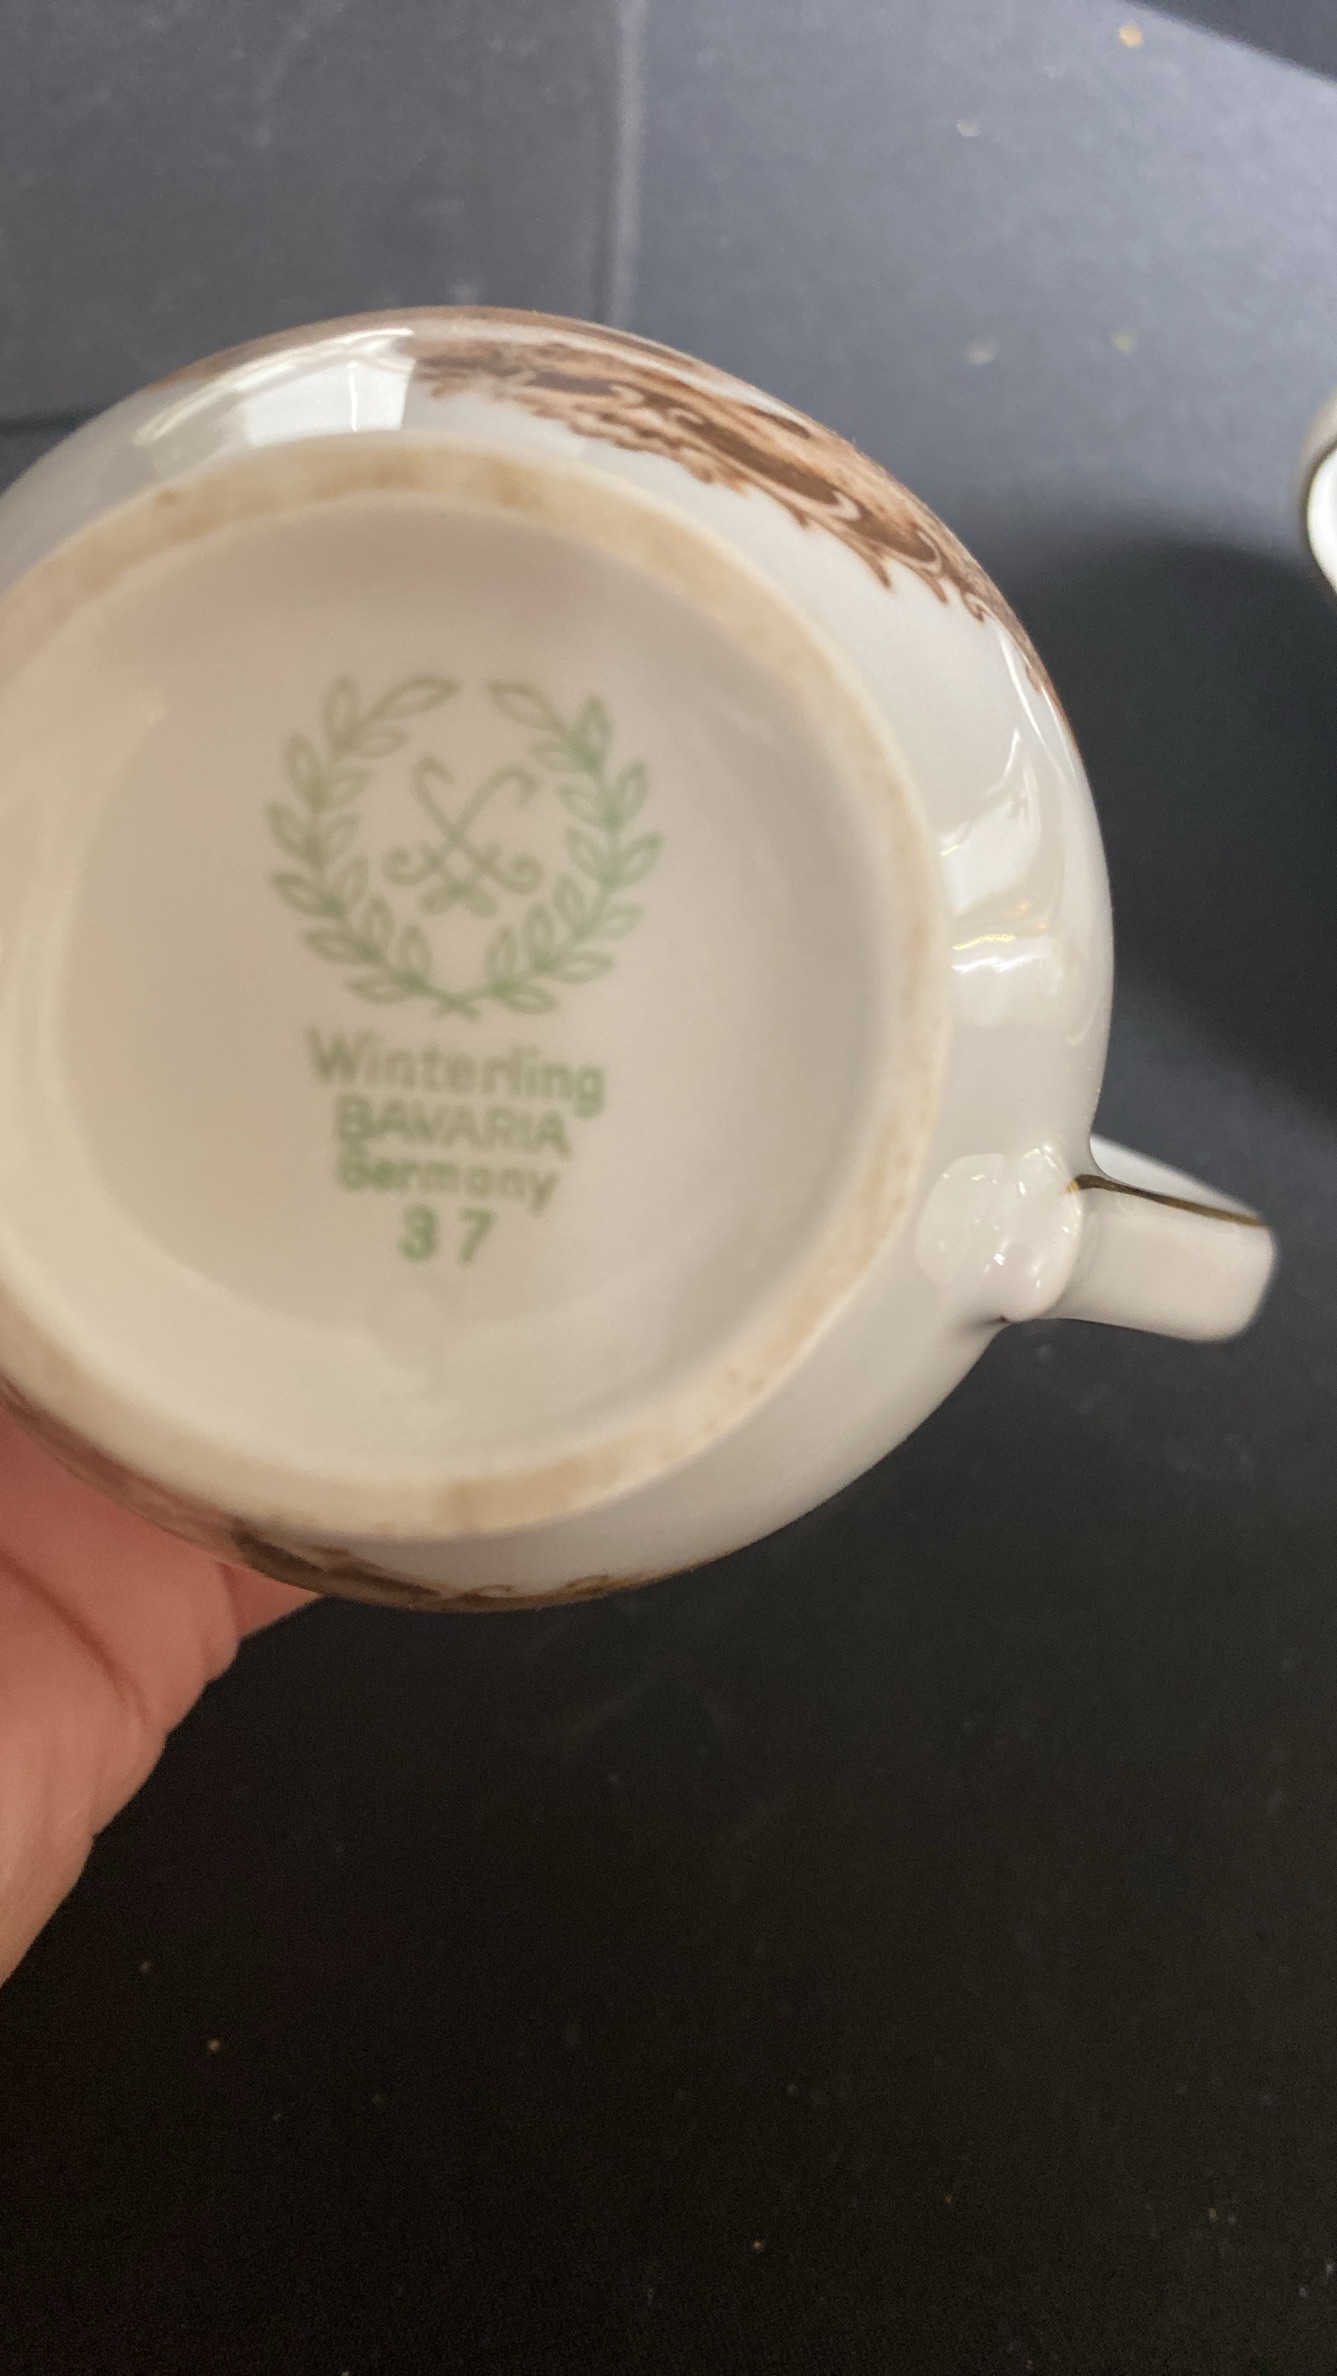 Winterling
BAVARIA
Germany
37